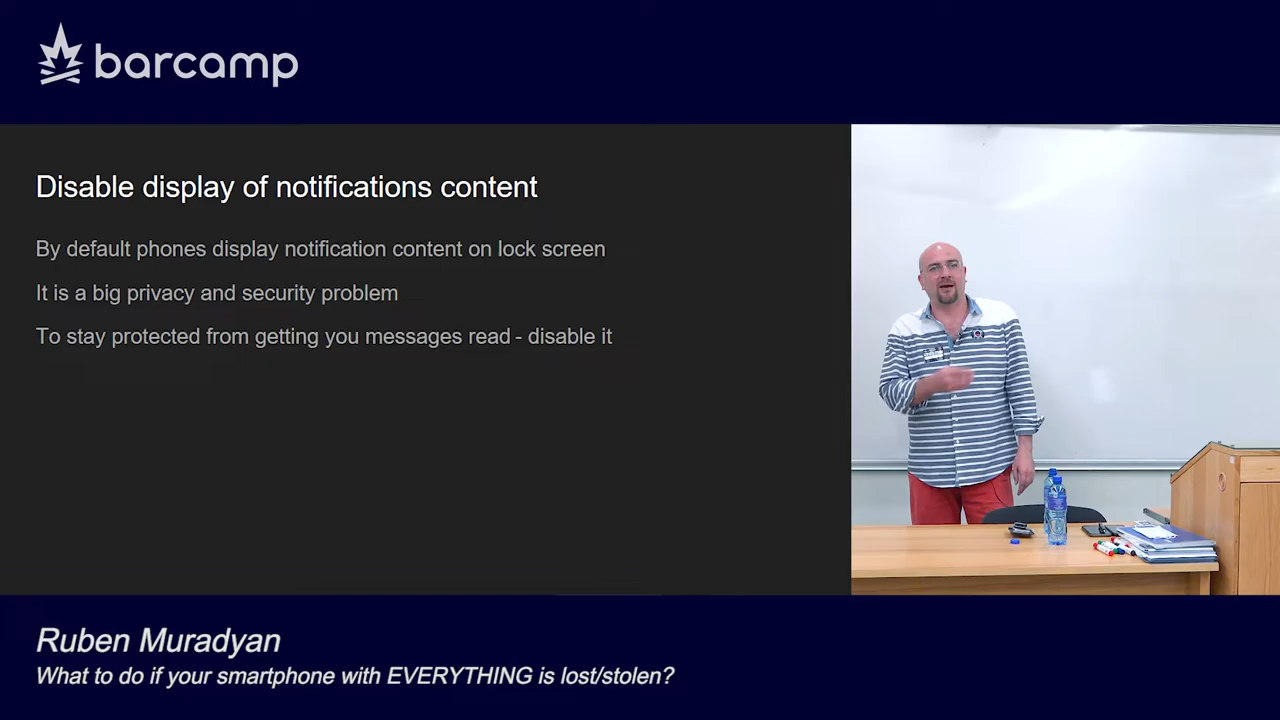 barcamp
Disable display of notifications content
By default phones display notification content on lock screen
It is a big privacy and security problem
To stay protected from getting you messages read - disable it
Ruben Muradyan
What to do if your smartphone with EVERYTHING is lost/stolen?